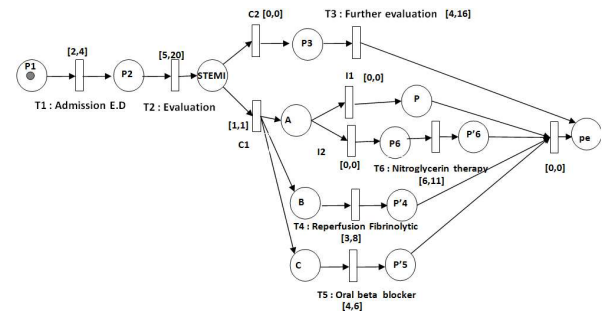 C2 [0,0]
T3 : Further evaluation [4,16]
P1
[2,4]
P2
[5,20]
STEMI
P3
T1 : Admission E.D
T2 : Evaluation
I1
[0,0]
[1,1]
C1
A
P
I2
[0,0]
P6
P'6
pe
T6 : Nitroglycerin therapy
[6,11]
[0,0]
B
P'4
T4 : Reperfusion Fibrinolytic
[3,8]
C
P'5
T5 : Oral beta blocker
[4,6]